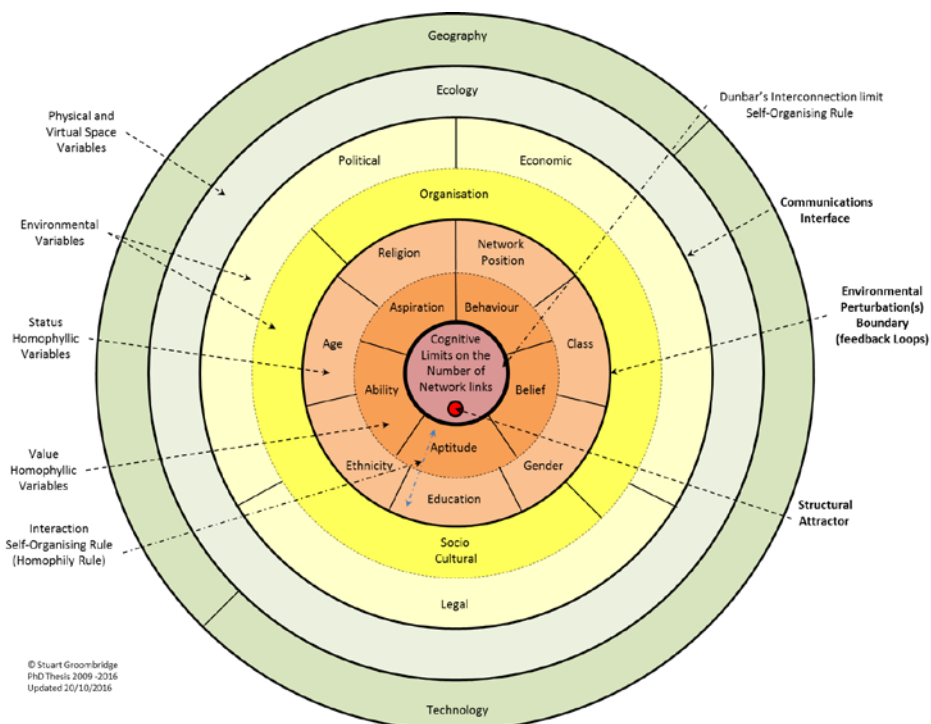 Geography
Ecology
Physical and
Virtual Space
Variables
Dunbar's Interconnection limit
Self-Organising Rule
Political
Economic
Organisation
Communications
Interface
Environmental
Variables
Religion
Network
Position
Environmental
Perturbation(s)
Boundary
(feedback Loops)
Aspiration
Behaviour
Status
Homophyllic
Variables
Age
Cognitive
Limits on the
Number of
Network links
Class
Ability
Belief
Value
Homophyllic
Variables
Ethnicity
Aptitude
Gender
Education
Structural
Attractor
Interaction
Self-Organising Rule
(Homophily Rule)
Socio
Cultural
Legal
© Stuart Groombridge
PhD Thesis 2009 -2016
Updated 20/10/2016
Technology